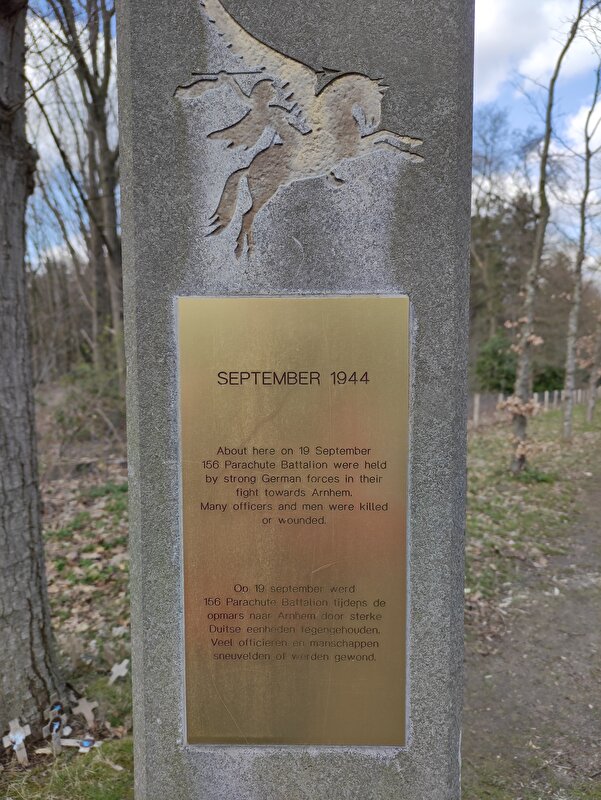 SEPTEMBER 1944
About here on 19 September
156 Parachute Battalion were held
by strong German forces in their
fight towards Arnhem.
Many officers and men were killed
or wounded.
Op 19 september werd
156 Parachute Battalion tijdens de
opmars naar Arnhem door sterke
Duitse eenheden tegengehouden.
Veel officieren en manschappen
sneuvelden of werden gewond.